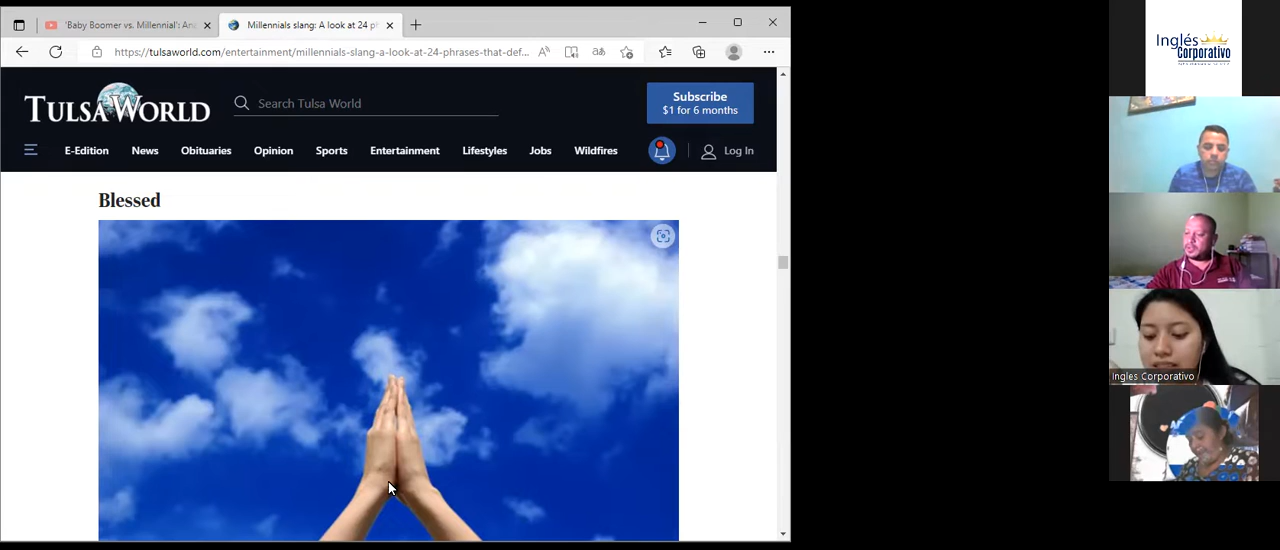 'Baby Boomer vs. Millennial': An
Millennials slang: A look at 24 p
https://tulsaworld.com/entertainment/millennials-slang-a-look-at-24-phrases-that-def...
TULSA WORLD
Search Tulsa World
Subscribe
$1 for 6 months
E-Edition News Obituaries Opinion Sports Entertainment Lifestyles Jobs Wildfires Log In
Blessed
Inglés
Corporativo
Ingles Corporativo